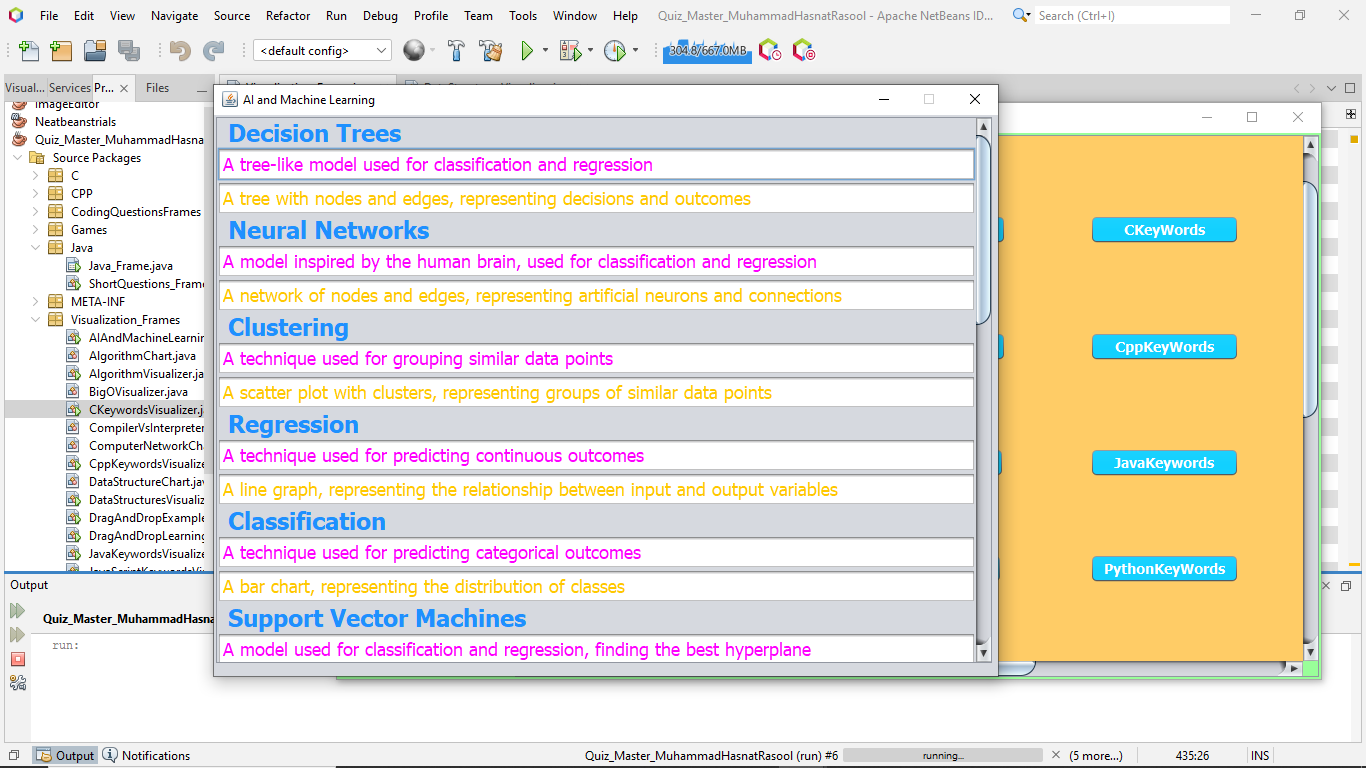 File Edit View Navigate Source Refactor Run Debug Profile Team Tools Window Help Quiz_Master_MuhammadHasnatRasool - Apache NetBeans ID... Search (Ctrl+I)
<default config> 304.8/667.0MB
Visual... Services Pr... Files
ImageEditor
Neatbeanstrials
Quiz_Master_MuhammadHasna
Source Packages
C
CPP
CodingQuestionsFrames
Games
Java
Java_Frame.java
ShortQuestions_Frame
META-INF
Visualization_Frames
AIAndMachineLearnin
AlgorithmChart.java
AlgorithmVisualizer.ja
BigOVisualizer.java
CKeywordsVisualizer.j
CompilerVsInterpreter
ComputerNetworkCh
CppKeywordsVisualize
DataStructureChart.jav
DataStructuresVisualiz
DragAndDropExample
DragAndDropLearning
JavaKeywordsVisualize
AI and Machine Learning
Decision Trees
A tree-like model used for classification and regression
A tree with nodes and edges, representing decisions and outcomes
Neural Networks
A model inspired by the human brain, used for classification and regression
A network of nodes and edges, representing artificial neurons and connections
Clustering
A technique used for grouping similar data points
A scatter plot with clusters, representing groups of similar data points
Regression
A technique used for predicting continuous outcomes
A line graph, representing the relationship between input and output variables
Classification
A technique used for predicting categorical outcomes
A bar chart, representing the distribution of classes
Support Vector Machines
A model used for classification and regression, finding the best hyperplane
CKeyWords
CppKeyWords
JavaKeywords
PythonKeyWords
Output
Quiz_Master_MuhammadHasna
run:
Output Notifications Quiz_Master_MuhammadHasnatRasool (run) #6 running... (5 more...) 435:26 INS